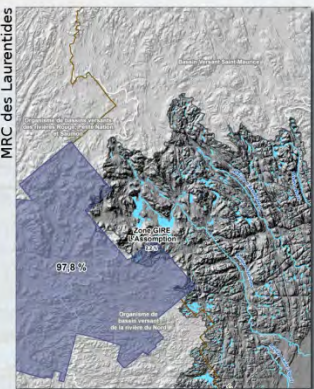 MRC des Laurentides
Bassin Versant Saint-Maurice
Organisme de bassins versants
des rivières Rouge, Petite Nation
et Saumon
Zone GIRE
L'Assomption
97,8 %
Organisme de
bassin versant
de la rivière du Nord